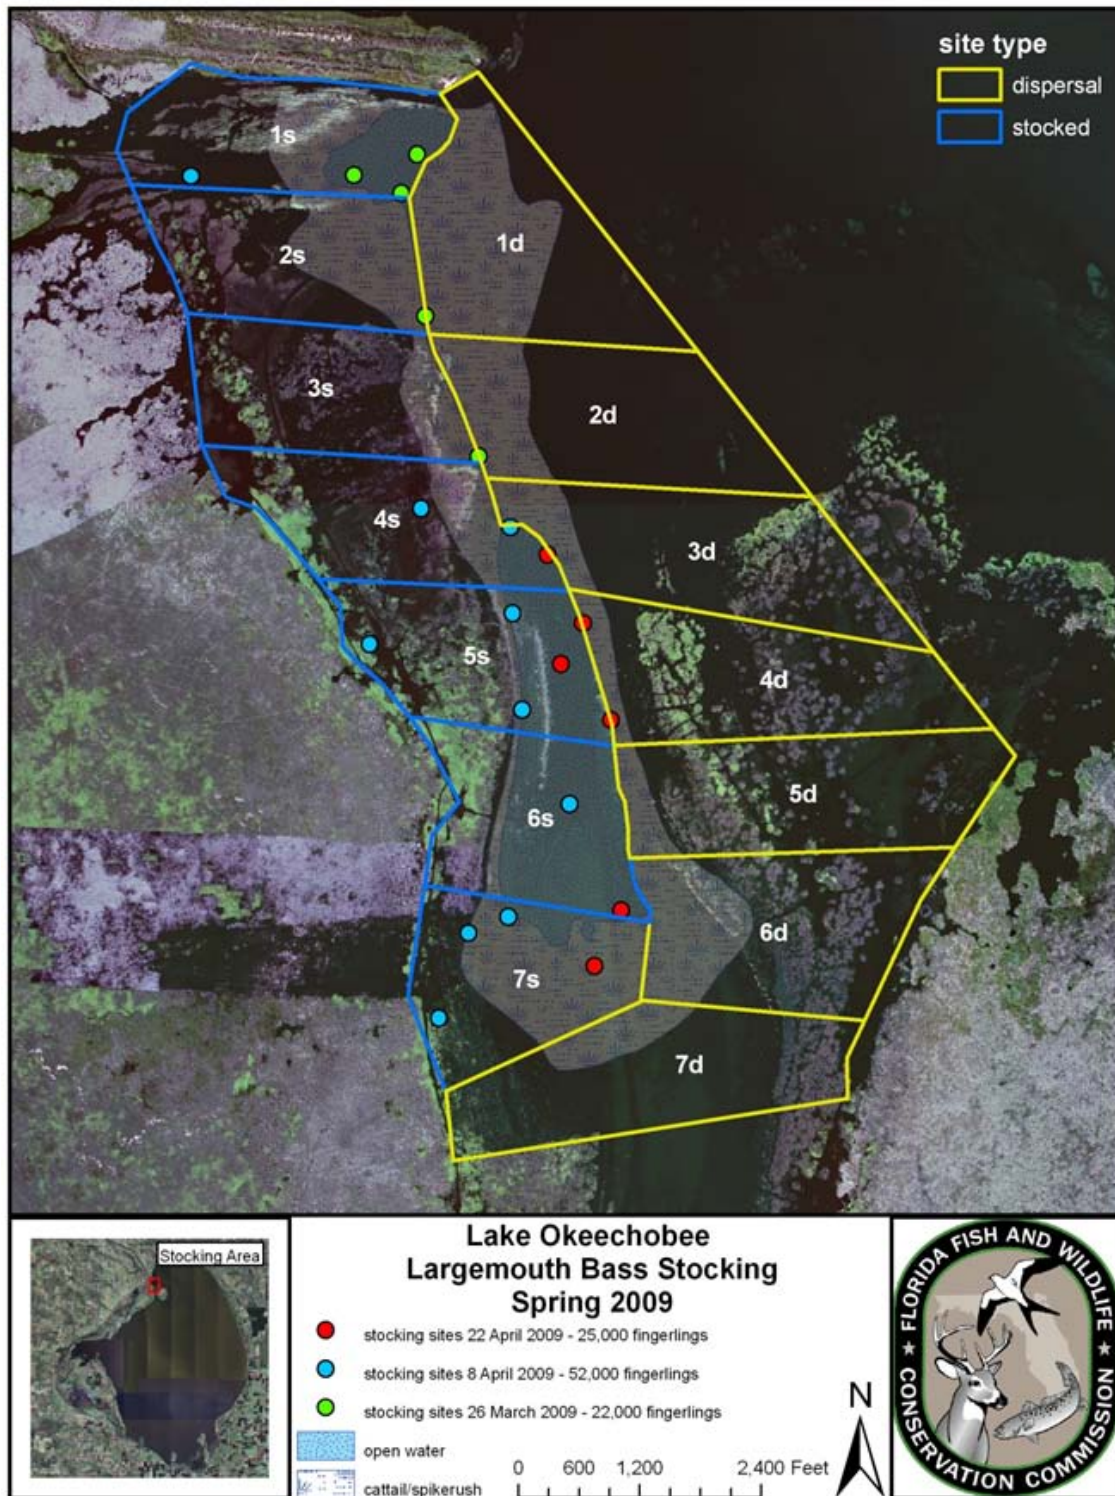 site type
dispersal
stocked
1s
2s
1d
3s
2d
4s
3d
5s
4d
5d
6s
6d
7s
7d
Stocking Area
Lake Okeechobee
Largemouth Bass Stocking
Spring 2009
stocking sites 22 April 2009 - 25,000 fingerlings
stocking sites 8 April 2009 - 52,000 fingerlings
stocking sites 26 March 2009 - 22,000 fingerlings
open water
cattail/spikerush
0 600 1,200 2,400 Feet
N
FLORIDA FISH AND WILDLIFE
CONSERVATION COMMISSION